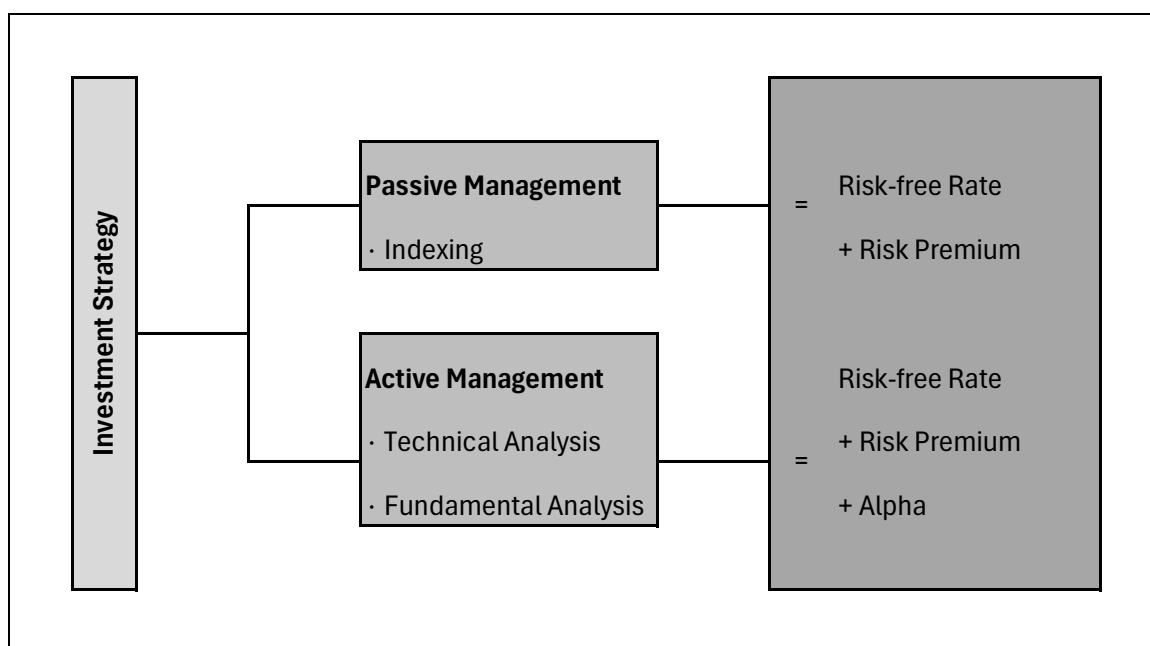 Investment Strategy
Passive Management
· Indexing
= Risk-free Rate
+ Risk Premium
Active Management
· Technical Analysis
· Fundamental Analysis
Risk-free Rate
= + Risk Premium
+ Alpha